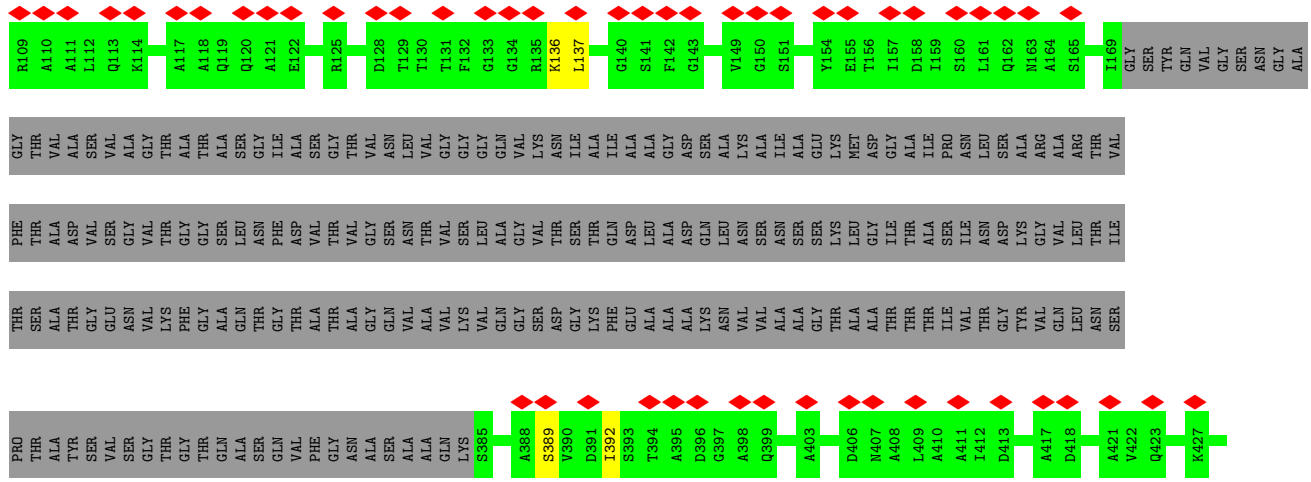 R109 A110 A111 L112 Q113 K114 A117 A118 Q119 Q120 A121 E122 R125 D128 T129 T130 T131 F132 G133 G134 R135 K136 L137 G140 S141 F142 G143 V149 G150 S151 Y154 E155 T156 I157 D158 I159 S160 L161 Q162 N163 A164 S165 I169 GLY SER TYR GLN VAL GLY SER ASN GLY ALA
GLY THR VAL ALA SER VAL ALA GLY THR ALA THR ALA SER GLY ILE ALA SER GLY THR VAL ASN LEU VAL GLY GLY GLY GLN VAL LYS ASN ILE ALA ILE ALA ALA GLY ASP SER ALA LYS ALA ILE ALA GLU LYS MET ASP GLY ALA ILE PRO ASN LEU SER ALA ARG ALA ARG THR VAL
PHE THR ALA ASP VAL SER GLY VAL THR GLY GLY SER LEU ASN PHE ASP VAL THR VAL GLY SER ASN THR VAL SER LEU ALA GLY VAL THR SER THR GLN ASP LEU ALA ASP GLN LEU ASN SER ASN SER SER LYS LEU GLY ILE THR ALA SER ILE ASN ASP LYS GLY VAL LEU THR ILE
THR SER ALA THR GLY GLU ASN VAL LYS PHE GLY ALA GLN THR GLY THR ALA THR ALA GLY GLN VAL ALA VAL LYS VAL GLN GLY SER ASP GLY LYS PHE GLU ALA ALA ALA LYS ASN VAL VAL ALA ALA GLY THR ALA ALA THR THR THR ILE VAL THR GLY TYR VAL GLN LEU ASN SER
PRO THR ALA TYR SER VAL SER GLY THR GLY THR GLN ALA SER GLN VAL PHE GLY ASN ALA SER ALA ALA GLN LYS S385 A388 S389 V390 D391 I392 S393 T394 A395 D396 G397 A398 Q399 A403 D406 N407 A408 L409 A410 A411 I412 D413 A417 D418 A421 V422 Q423 K427